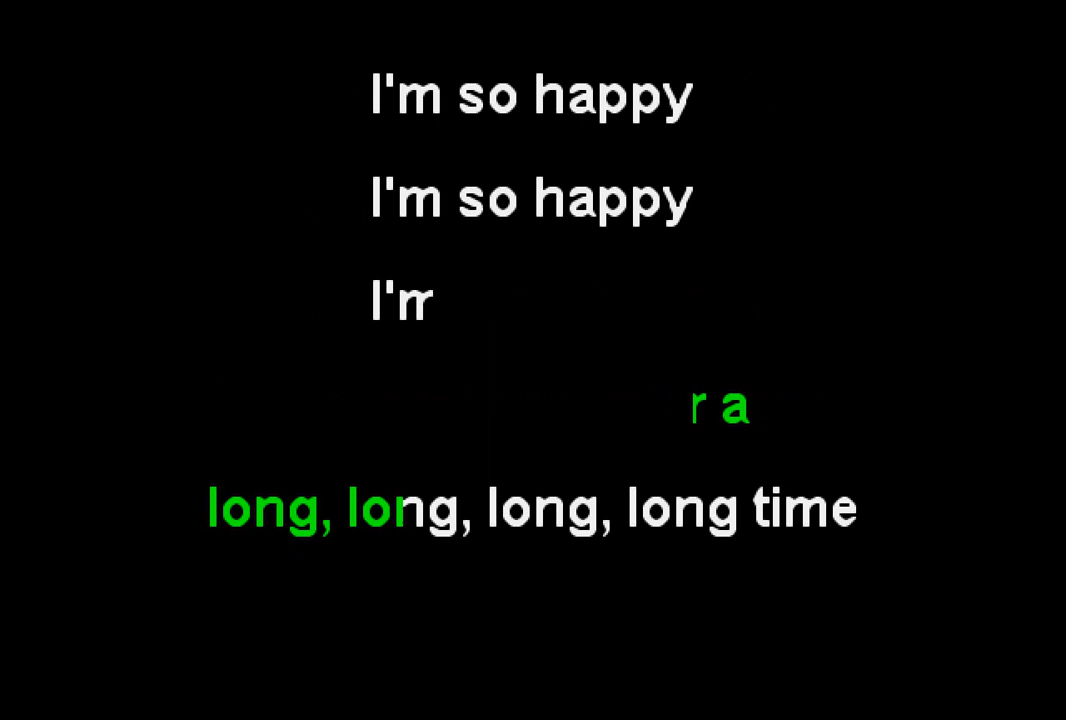 I'm so happy
I'm so happy
I'm
r a
long, long, long, long time